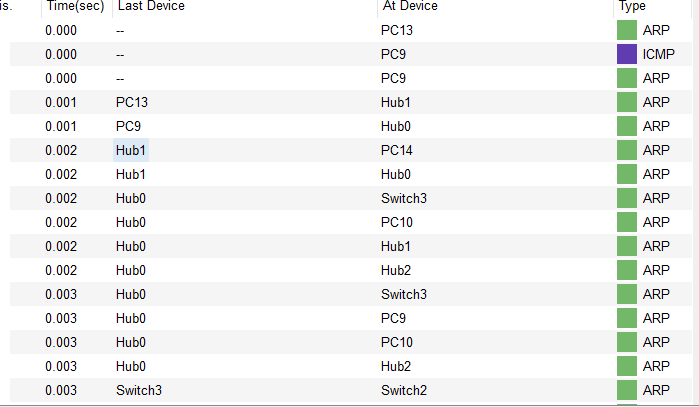 is. Time(sec) Last Device At Device Type
0.000 -- PC13 ARP
0.000 -- PC9 ICMP
0.000 -- PC9 ARP
0.001 PC13 Hub1 ARP
0.001 PC9 Hub0 ARP
0.002 Hub1 PC14 ARP
0.002 Hub1 Hub0 ARP
0.002 Hub0 Switch3 ARP
0.002 Hub0 PC10 ARP
0.002 Hub0 Hub1 ARP
0.002 Hub0 Hub2 ARP
0.003 Hub0 Switch3 ARP
0.003 Hub0 PC9 ARP
0.003 Hub0 PC10 ARP
0.003 Hub0 Hub2 ARP
0.003 Switch3 Switch2 ARP